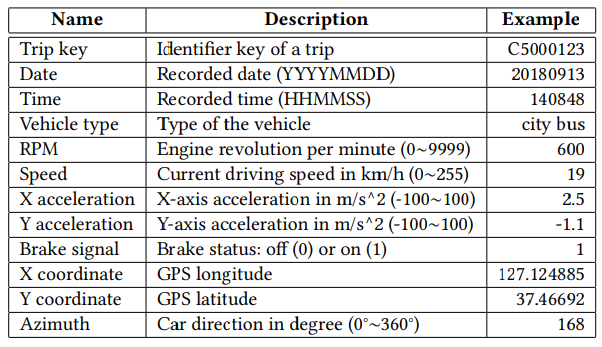 Name Description Example
Trip key Identifier key of a trip C5000123
Date Recorded date (YYYYMMDD) 20180913
Time Recorded time (HHMMSS) 140848
Vehicle type Type of the vehicle city bus
RPM Engine revolution per minute (0~9999) 600
Speed Current driving speed in km/h (0~255) 19
X acceleration X-axis acceleration in m/s^2 (-100~100) 2.5
Y acceleration Y-axis acceleration in m/s^2 (-100~100) -1.1
Brake signal Brake status: off (0) or on (1) 1
X coordinate GPS longitude 127.124885
Y coordinate GPS latitude 37.46692
Azimuth Car direction in degree (0°~360°) 168